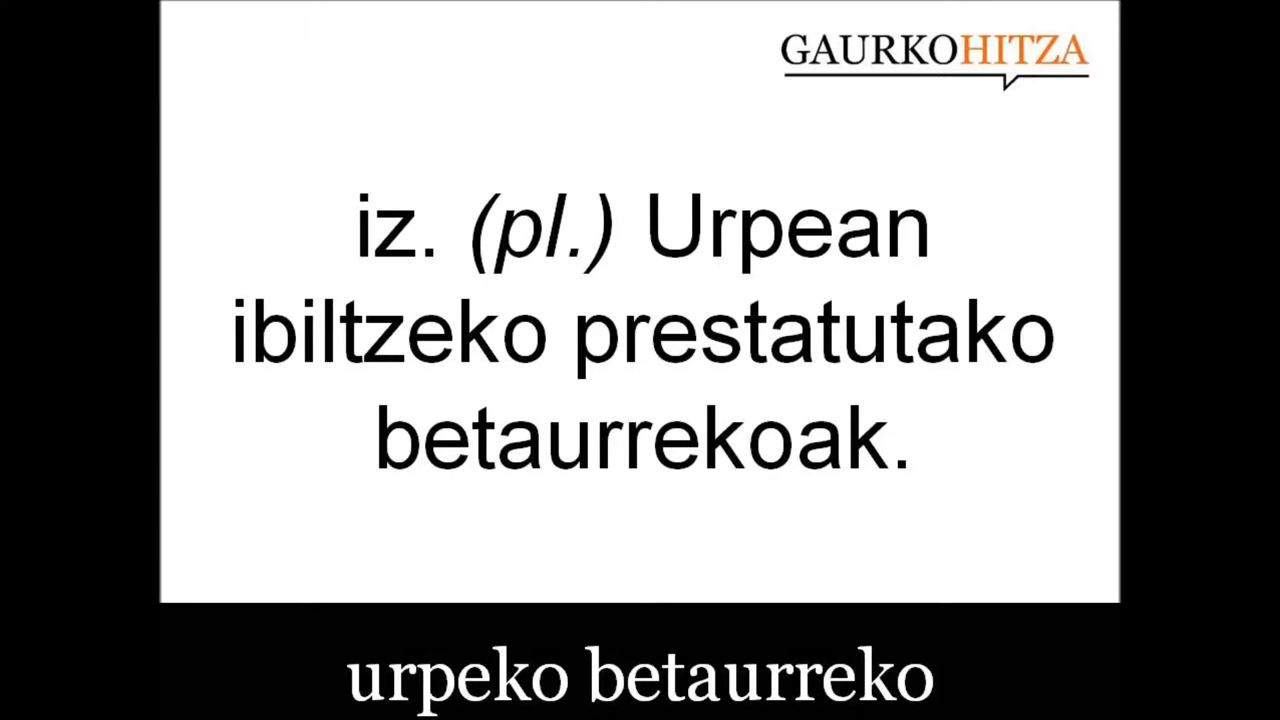 GAURKOHITZA
iz. (pl.) Urpean
ibiltzeko prestatutako
betaurrekoak.
urpeko betaurreko